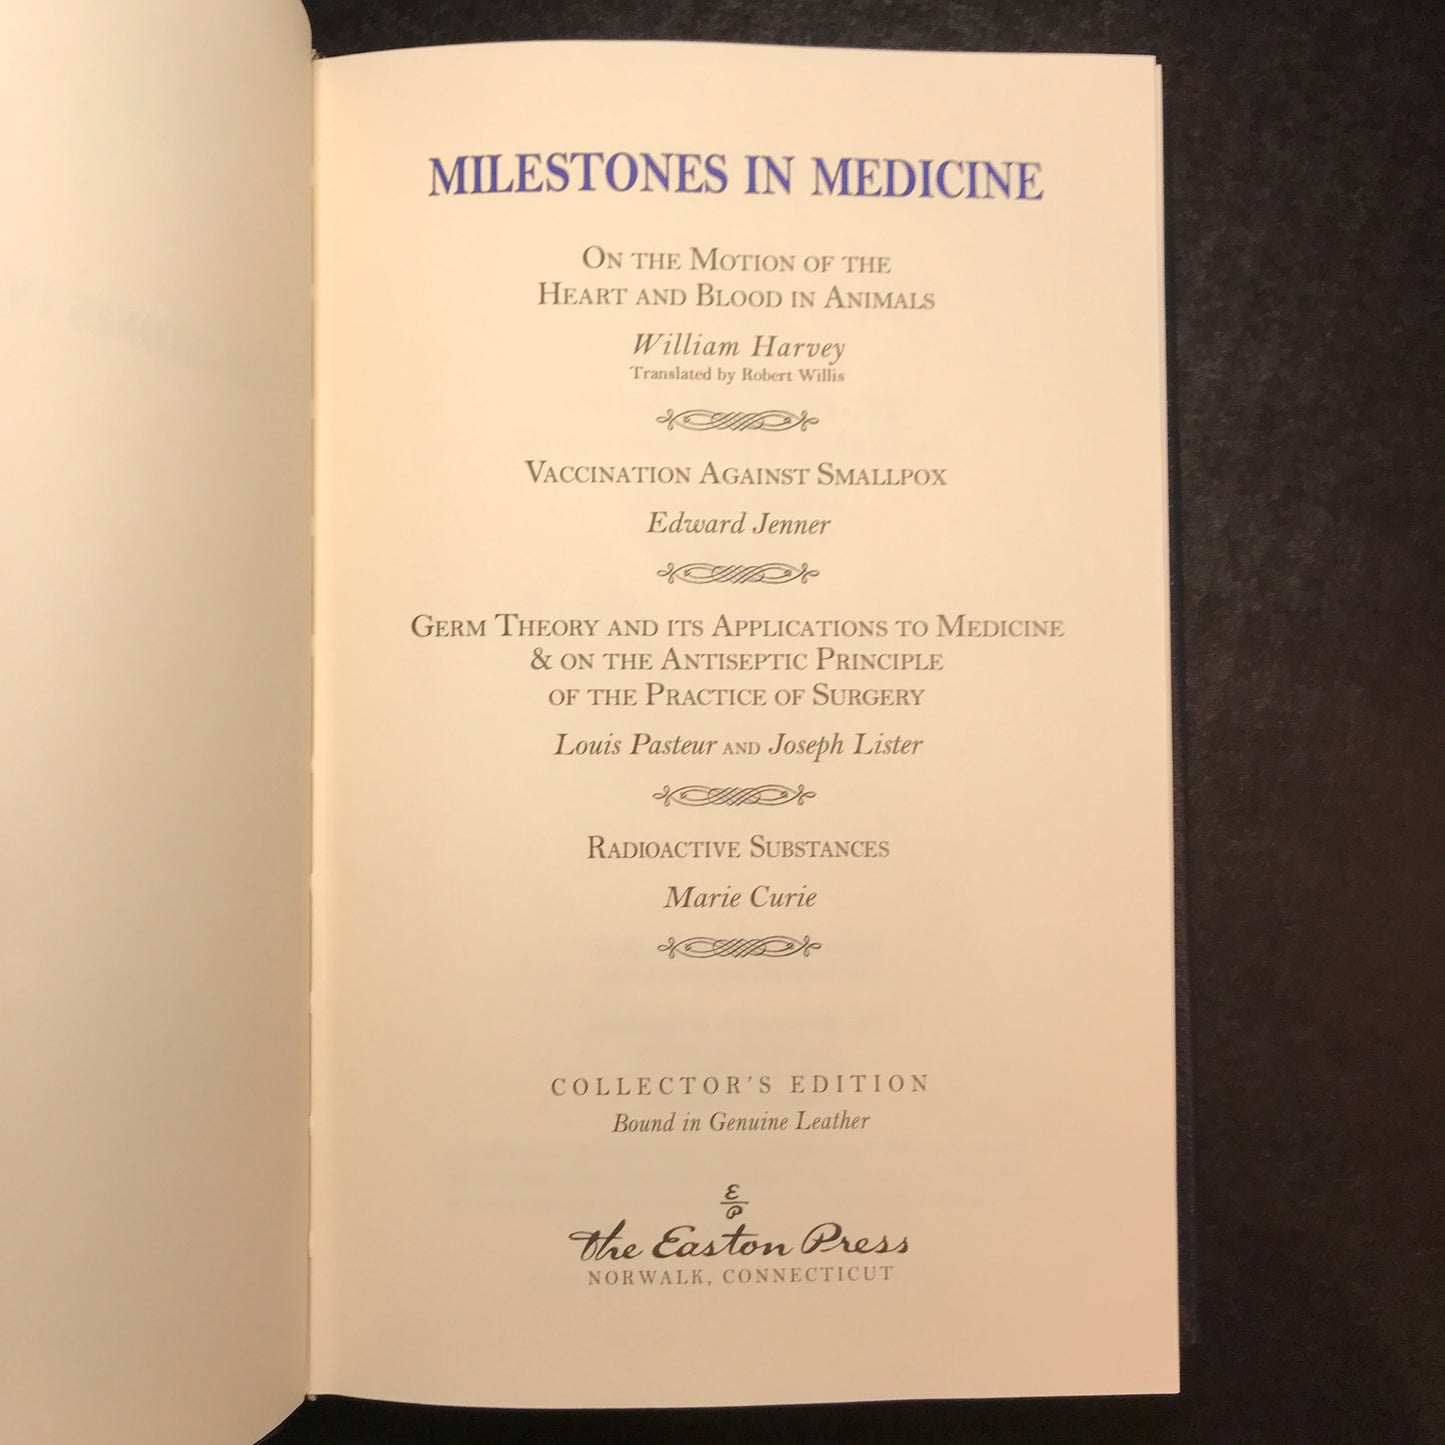 MILESTONES IN MEDICINE
ON THE MOTION OF THE
HEART AND BLOOD IN ANIMALS
William Harvey
Translated by Robert Willis
VACCINATION AGAINST SMALLPOX
Edward Jenner
GERM THEORY AND ITS APPLICATIONS TO MEDICINE
& ON THE ANTISEPTIC PRINCIPLE
OF THE PRACTICE OF SURGERY
Louis Pasteur AND Joseph Lister
RADIOACTIVE SUBSTANCES
Marie Curie
COLLECTOR'S EDITION
Bound in Genuine Leather
E
P
The Easton Press
NORWALK, CONNECTICUT